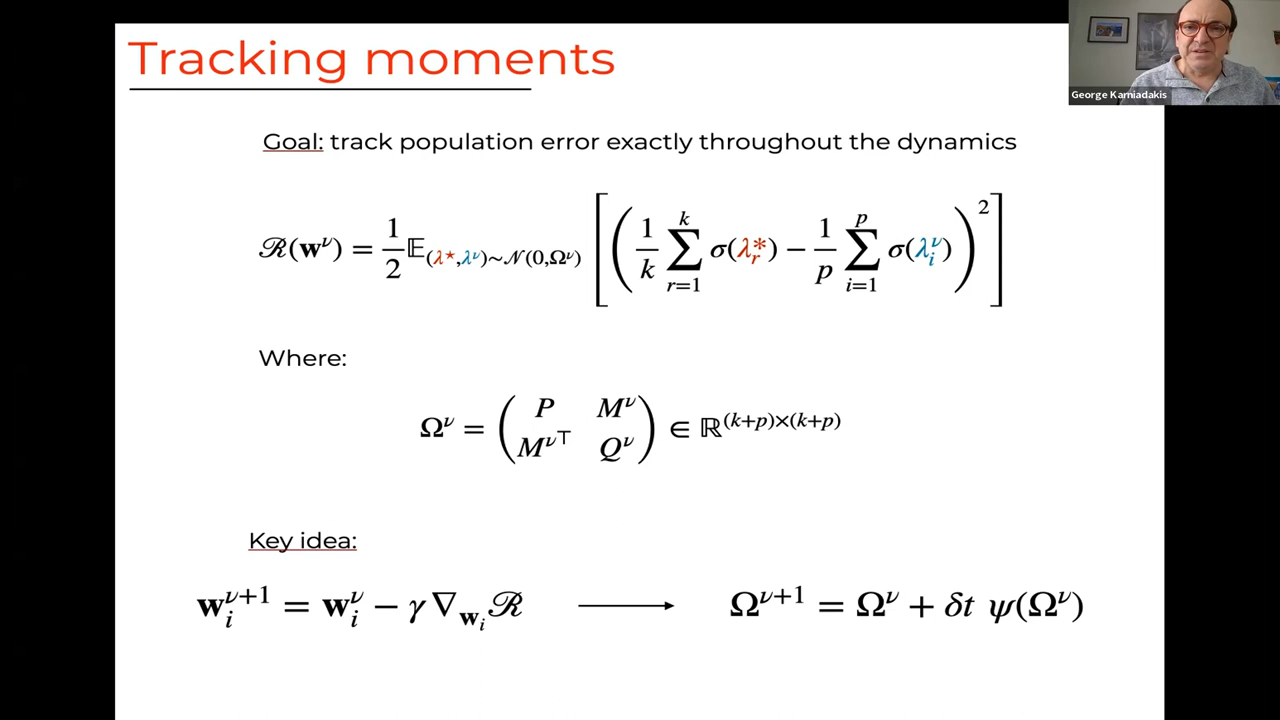 Tracking moments
George Karniadakis
Goal: track population error exactly throughout the dynamics
ℛ(𝐰^ν) = 1/2 𝔼_{(λ⋆,λ^ν)∼𝒩(0,Ω^ν)} [ ( 1/k ∑_{r=1}^{k} σ(λ_r^*) − 1/p ∑_{i=1}^{p} σ(λ_i^ν) )^2 ]
Where:
Ω^ν = ( P M^ν ; M^{ν⊤} Q^ν ) ∈ ℝ^{(k+p)×(k+p)}
Key idea:
𝐰_i^{ν+1} = 𝐰_i^ν − γ ∇_{𝐰_i} ℛ ⟶ Ω^{ν+1} = Ω^ν + δt ψ(Ω^ν)